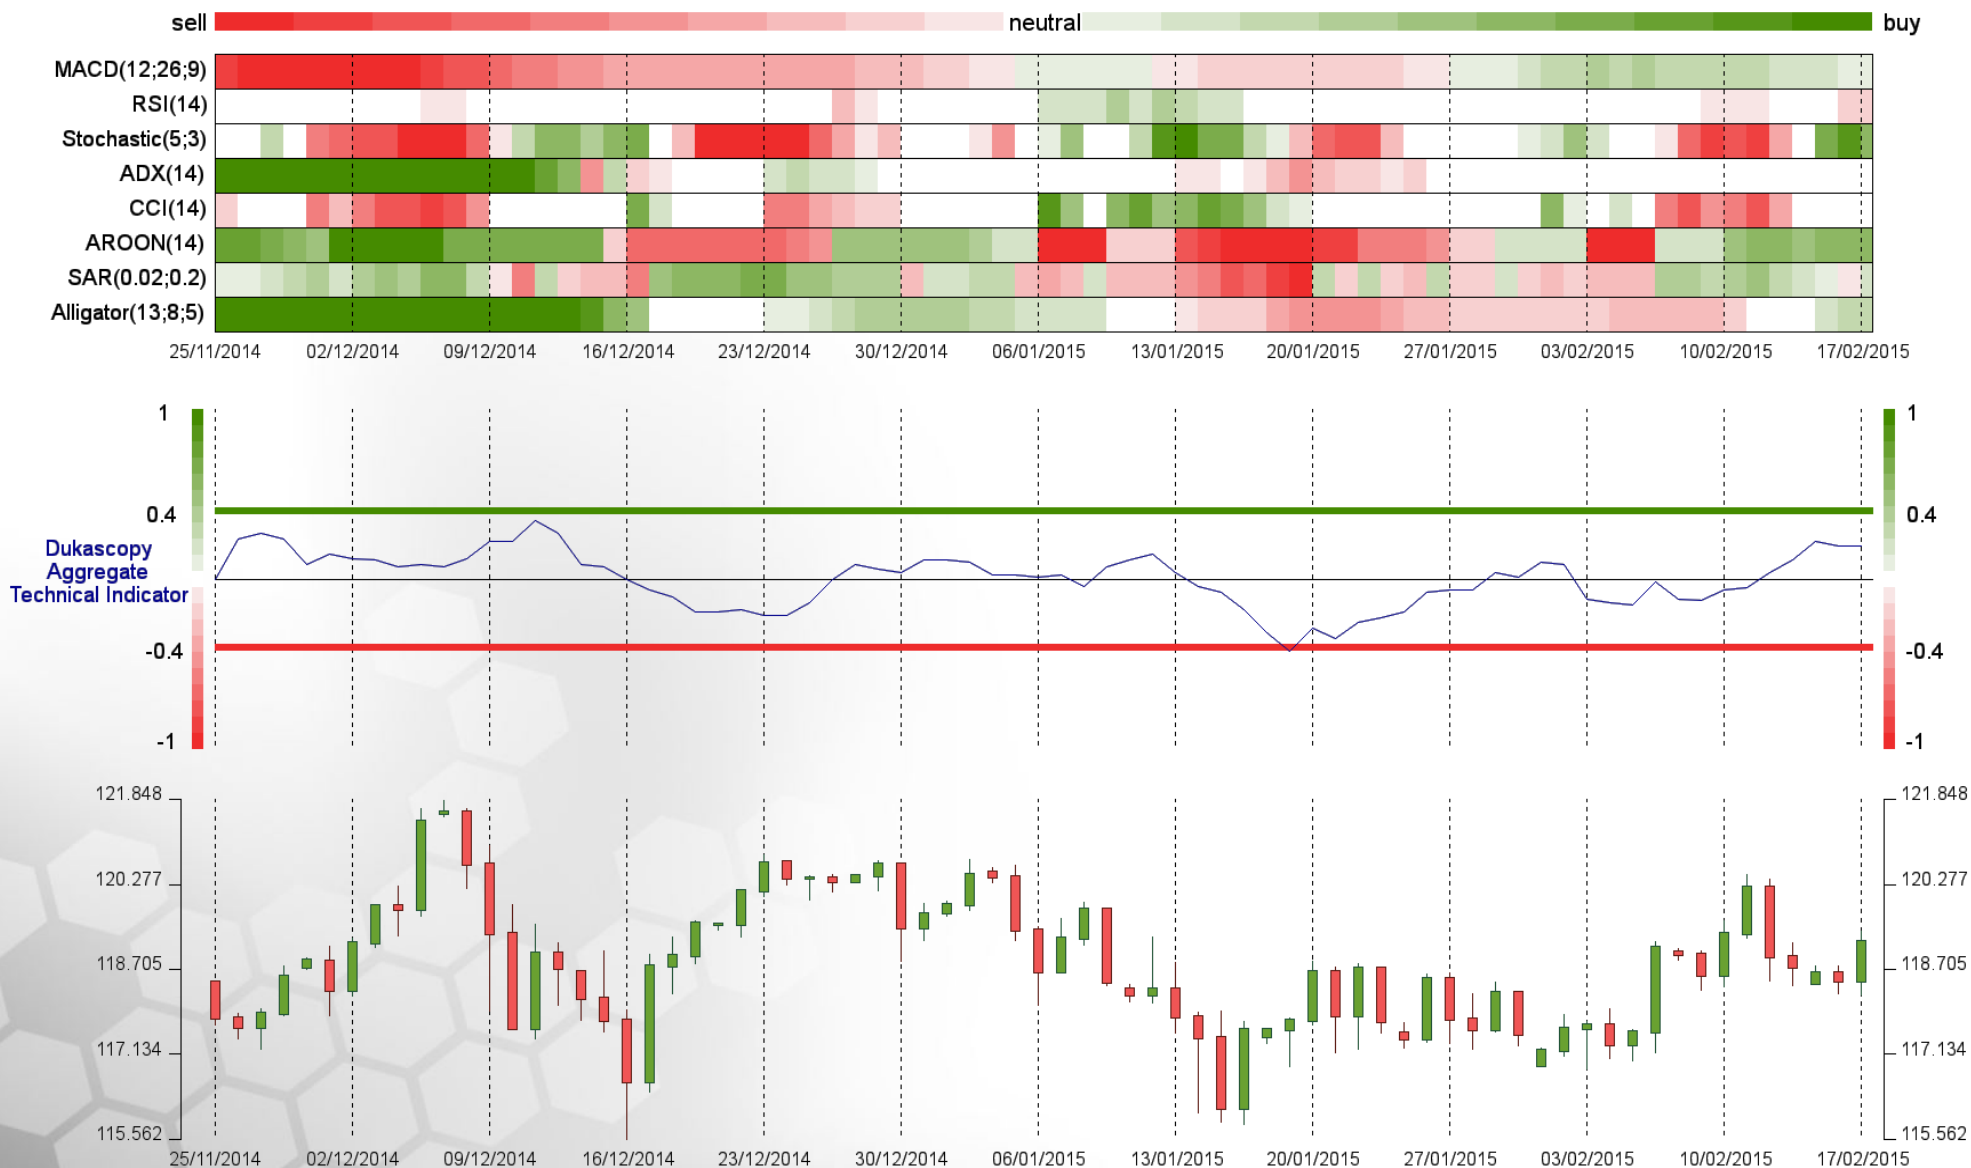 sell neutral buy
MACD(12;26;9)
RSI(14)
Stochastic(5;3)
ADX(14)
CCI(14)
AROON(14)
SAR(0.02;0.2)
Alligator(13;8;5)
25/11/2014 02/12/2014 09/12/2014 16/12/2014 23/12/2014 30/12/2014 06/01/2015 13/01/2015 20/01/2015 27/01/2015 03/02/2015 10/02/2015 17/02/2015
1 1
0.4 0.4
Dukascopy
Aggregate
Technical Indicator
-0.4 -0.4
-1 -1
121.848 121.848
120.277 120.277
118.705 118.705
117.134 117.134
115.562 115.562
25/11/2014 02/12/2014 09/12/2014 16/12/2014 23/12/2014 30/12/2014 06/01/2015 13/01/2015 20/01/2015 27/01/2015 03/02/2015 10/02/2015 17/02/2015